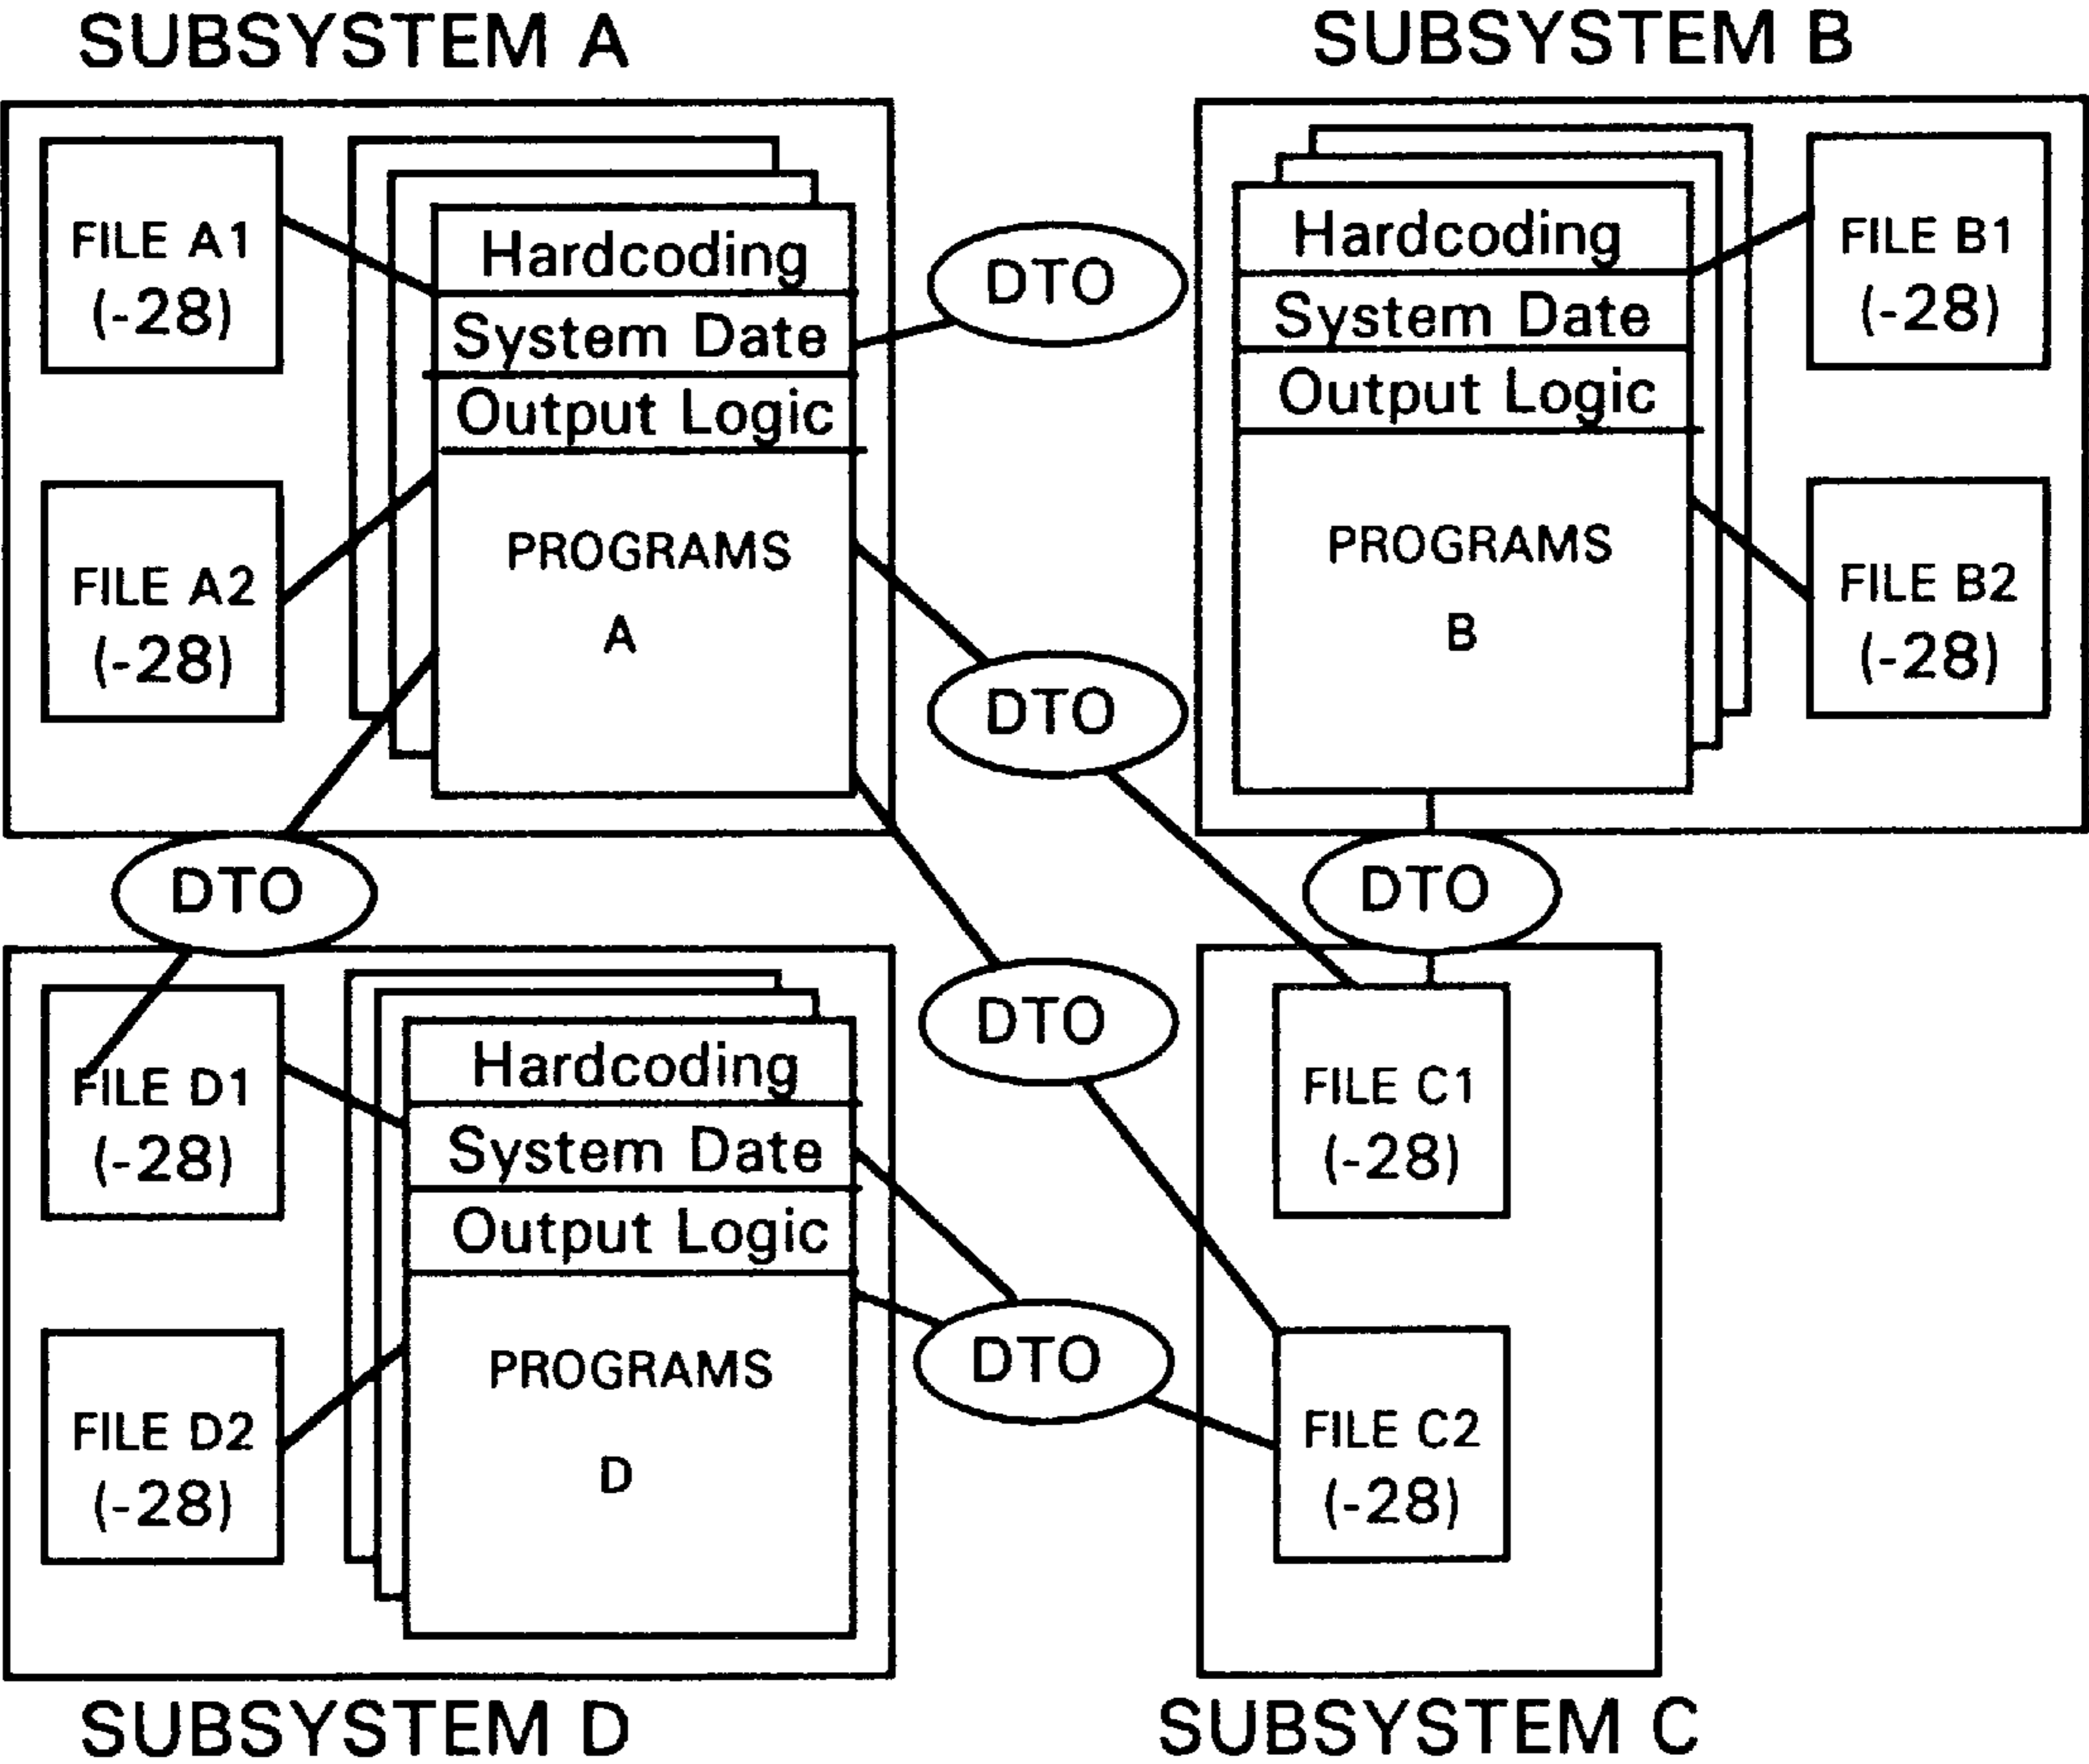 SUBSYSTEM A
FILE A1
(-28)
FILE A2
(-28)
Hardcoding
System Date
Output Logic
PROGRAMS
A
DTO
DTO
DTO
DTO
SUBSYSTEM B
Hardcoding
System Date
Output Logic
PROGRAMS
B
FILE B1
(-28)
FILE B2
(-28)
DTO
FILE D1
(-28)
FILE D2
(-28)
Hardcoding
System Date
Output Logic
PROGRAMS
D
SUBSYSTEM D
DTO
FILE C1
(-28)
FILE C2
(-28)
SUBSYSTEM C